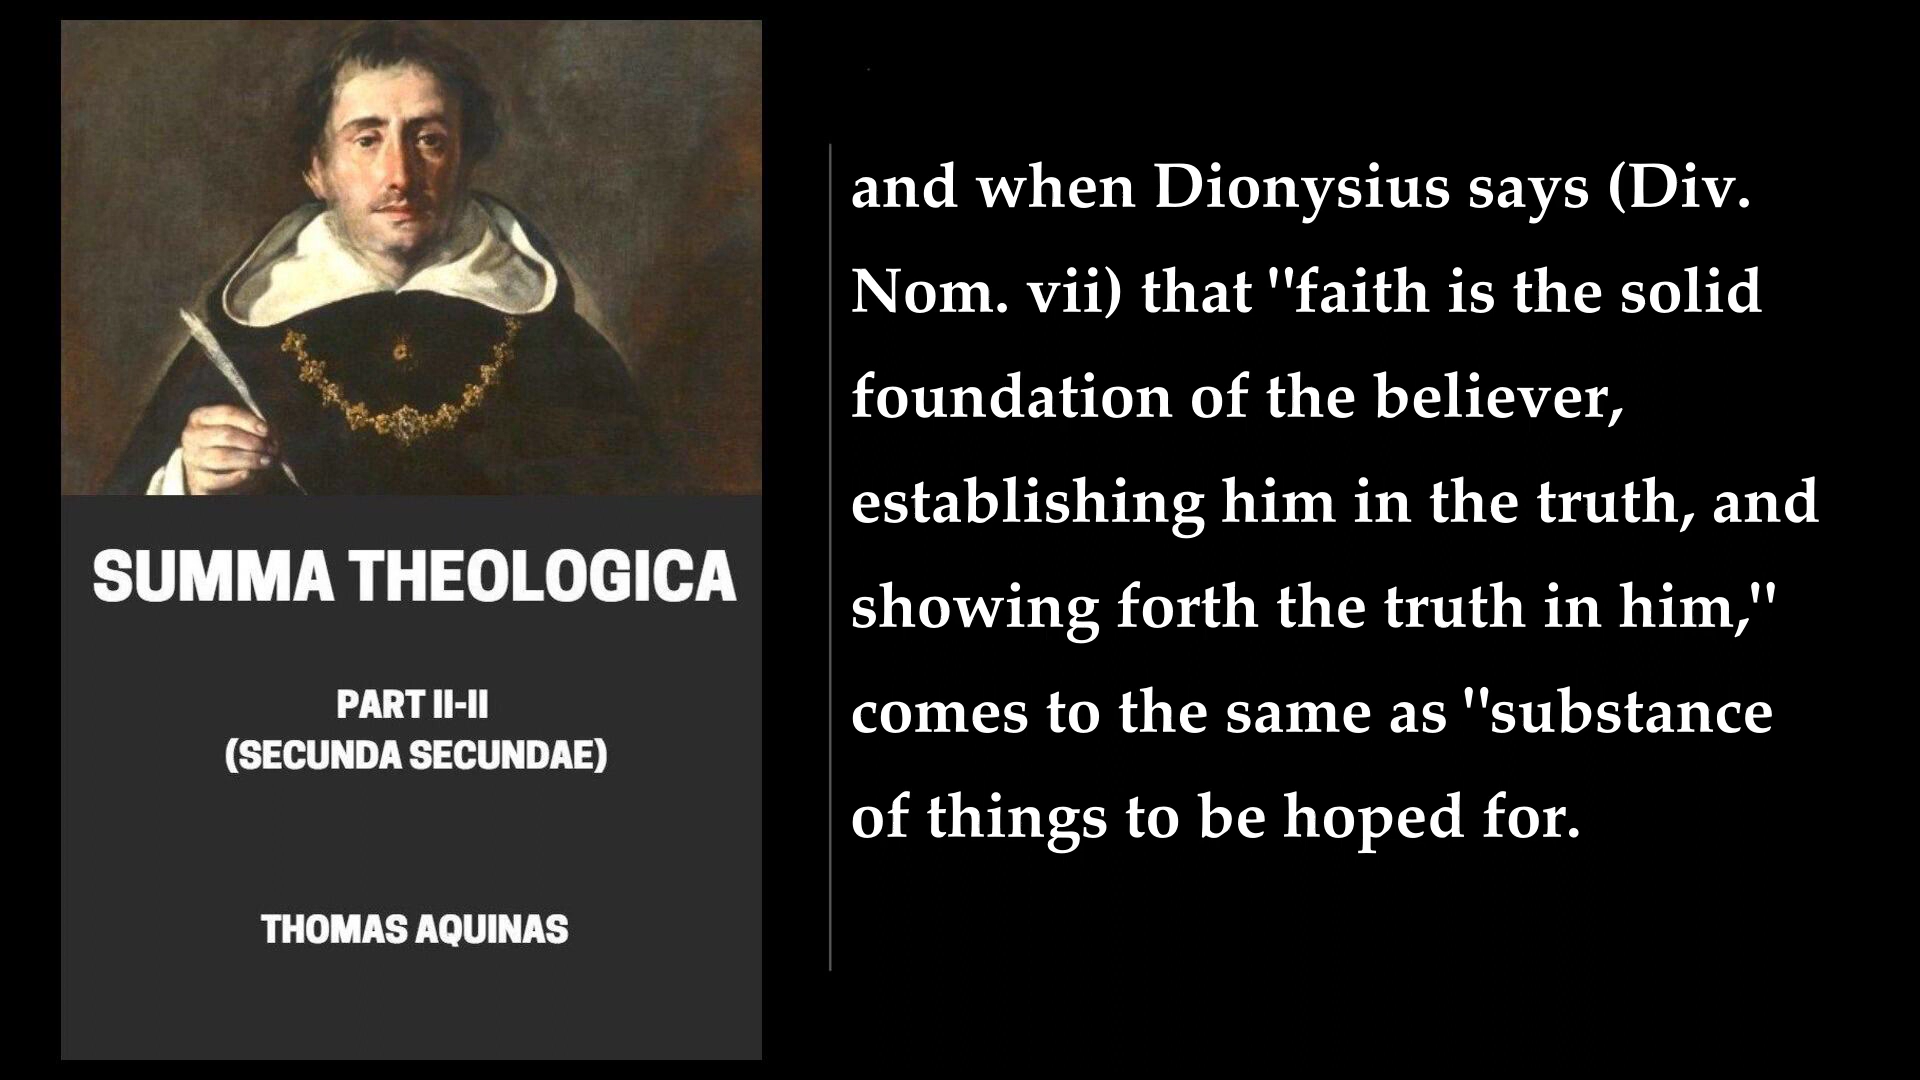 SUMMA THEOLOGICA
PART II-II
(SECUNDA SECUNDAE)
THOMAS AQUINAS
and when Dionysius says (Div.
Nom. vii) that "faith is the solid
foundation of the believer,
establishing him in the truth, and
showing forth the truth in him,"
comes to the same as "substance
of things to be hoped for.